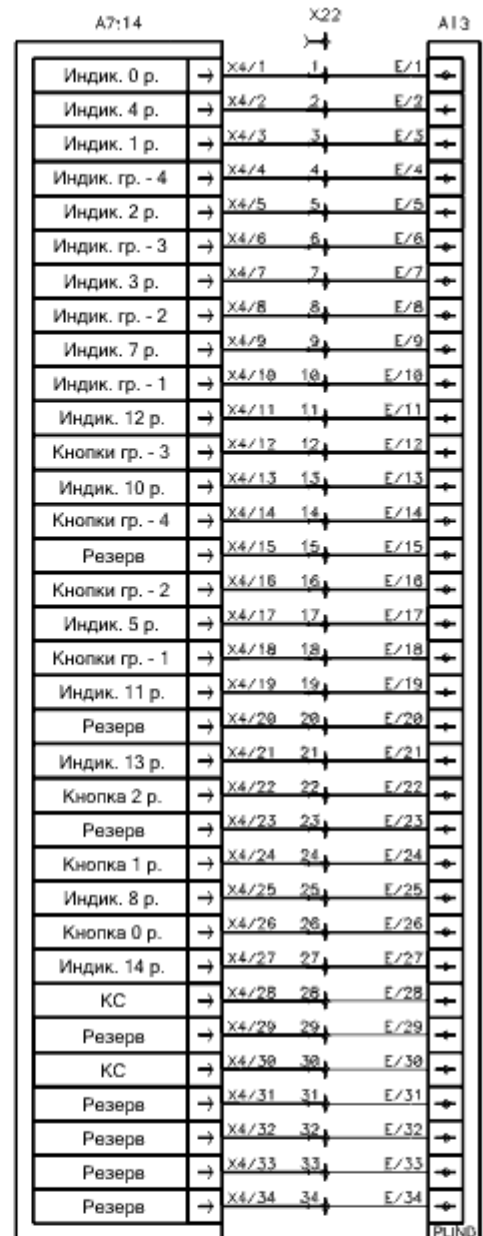 A7:14 X22 A13
Индик. 0 р. X4/1 1 E/1
Индик. 4 р. X4/2 2 E/2
Индик. 1 р. X4/3 3 E/3
Индик. гр. - 4 X4/4 4 E/4
Индик. 2 р. X4/5 5 E/5
Индик. гр. - 3 X4/6 6 E/6
Индик. 3 р. X4/7 7 E/7
Индик. гр. - 2 X4/8 8 E/8
Индик. 7 р. X4/9 9 E/9
Индик. гр. - 1 X4/10 10 E/10
Индик. 12 р. X4/11 11 E/11
Кнопки гр. - 3 X4/12 12 E/12
Индик. 10 р. X4/13 13 E/13
Кнопки гр. - 4 X4/14 14 E/14
Резерв X4/15 15 E/15
Кнопки гр. - 2 X4/16 16 E/16
Индик. 5 р. X4/17 17 E/17
Кнопки гр. - 1 X4/18 18 E/18
Индик. 11 р. X4/19 19 E/19
Резерв X4/20 20 E/20
Индик. 13 р. X4/21 21 E/21
Кнопка 2 р. X4/22 22 E/22
Резерв X4/23 23 E/23
Кнопка 1 р. X4/24 24 E/24
Индик. 8 р. X4/25 25 E/25
Кнопка 0 р. X4/26 26 E/26
Индик. 14 р. X4/27 27 E/27
КС X4/28 28 E/28
Резерв X4/29 29 E/29
КС X4/30 30 E/30
Резерв X4/31 31 E/31
Резерв X4/32 32 E/32
Резерв X4/33 33 E/33
Резерв X4/34 34 E/34